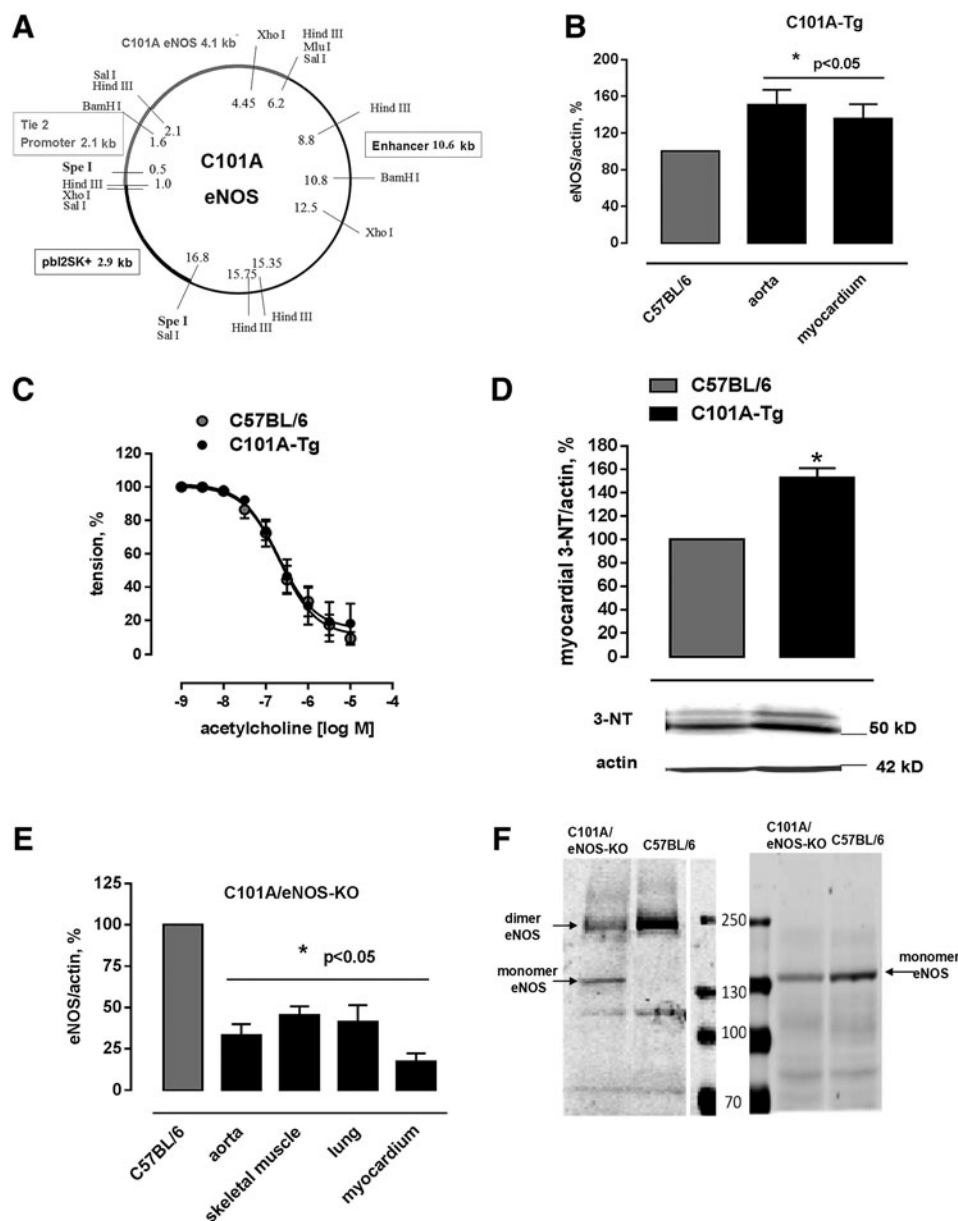 A
C101A eNOS 4.1 kb
Xho I
Hind III
Mlu I
Sal I
Sal I
Hind III
BamH I
4.45
6.2
2.1
1.6
8.8
Hind III
Tie 2
Promoter 2.1 kb
C101A
eNOS
Enhancer 10.6 kb
Spe I
Hind III
Xho I
Sal I
0.5
1.0
10.8
BamH I
12.5
Xho I
pbl2SK+ 2.9 kb
16.8
15.75
15.35
Spe I
Sal I
Hind III
Hind III
B
C101A-Tg
* p<0.05
eNOS/actin, %
200
160
120
80
40
0
C57BL/6
aorta
myocardium
C
C57BL/6
C101A-Tg
tension, %
100
80
60
40
20
0
-9
-8
-7
-6
-5
-4
acetylcholine [log M]
D
C57BL/6
C101A-Tg
myocardial 3-NT/actin, %
180
160
140
120
100
80
60
40
20
0
*
3-NT
50 kD
actin
42 kD
E
C101A/eNOS-KO
* p<0.05
eNOS/actin, %
125
100
75
50
25
0
C57BL/6
aorta
skeletal muscle
lung
myocardium
F
C101A/
eNOS-KO
C57BL/6
C101A/
eNOS-KO
C57BL/6
dimer
eNOS
monomer
eNOS
250
130
100
70
monomer
eNOS